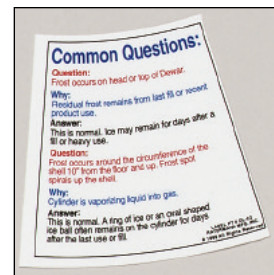 Common Questions:
Question:
Frost occurs on head or top of Dewar.
Why:
Residual frost remains from last fill or recent
product use.
Answer:
This is normal. Ice may remain for days after a
fill or heavy use.
Question:
Frost occurs around the circumference of the
shell 10" from the floor and up. Frost spot
spirals up the shell.
Why:
Cylinder is vaporizing liquid into gas.
Answer:
This is normal. A ring of ice or an oval shaped
ice ball often remains on the cylinder for days
after the last use or fill.
All Rights Reserved